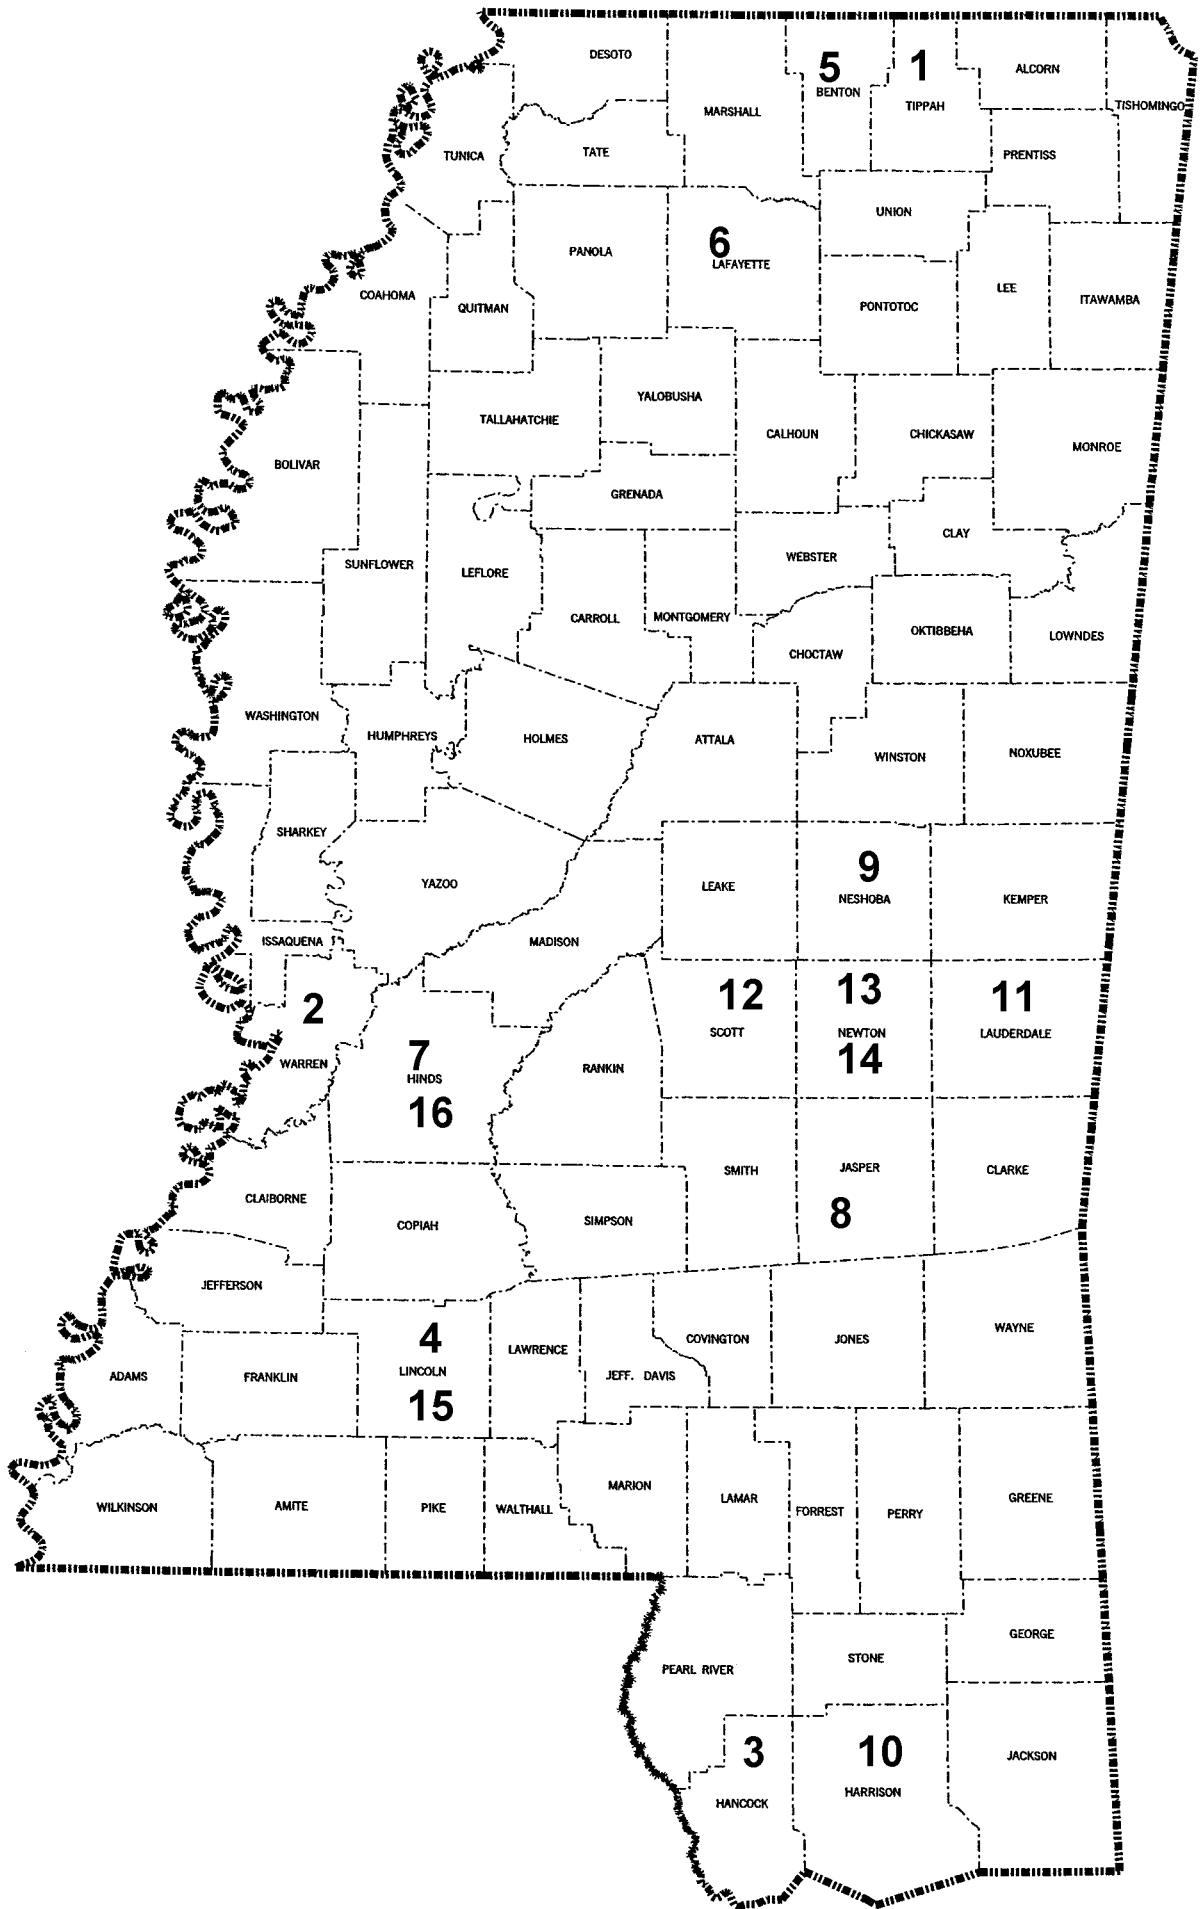 DESOTO
5
1
ALCORN
BENTON
MARSHALL
TIPPAH
TISHOMINGO
TUNICA
TATE
PRENTISS
UNION
6
PANOLA
LAFAYETTE
COAHOMA
QUITMAN
PONTOTOC
LEE
ITAWAMBA
YALOBUSHA
TALLAHATCHIE
CALHOUN
CHICKASAW
MONROE
BOLIVAR
GRENADA
CLAY
SUNFLOWER
LEFLORE
WEBSTER
CARROLL
MONTGOMERY
OKTIBBEHA
LOWNDES
CHOCTAW
WASHINGTON
HUMPHREYS
HOLMES
ATTALA
WINSTON
NOXUBEE
SHARKEY
YAZOO
LEAKE
9
NESHOBA
KEMPER
ISSAQUENA
MADISON
2
12
13
11
SCOTT
NEWTON
LAUDERDALE
WARREN
7
HINDS
RANKIN
14
16
SMITH
JASPER
CLARKE
CLAIBORNE
COPIAH
SIMPSON
8
JEFFERSON
4
LINCOLN
LAWRENCE
COVINGTON
JONES
WAYNE
ADAMS
FRANKLIN
JEFF. DAVIS
15
WILKINSON
AMITE
PIKE
WALTHALL
MARION
LAMAR
FORREST
PERRY
GREENE
GEORGE
PEARL RIVER
STONE
3
10
JACKSON
HANCOCK
HARRISON